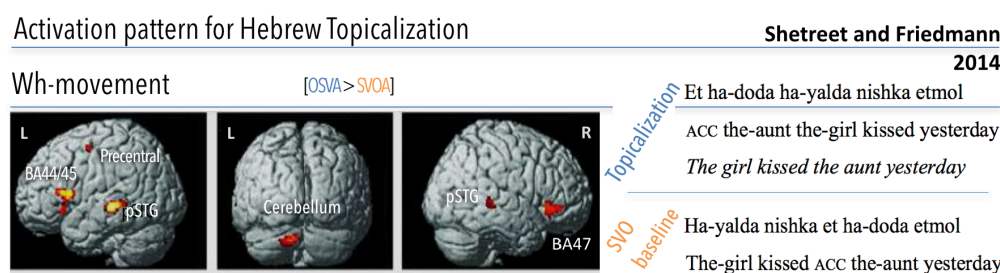 Activation pattern for Hebrew Topicalization
Shetreet and Friedmann
2014
Wh-movement
[OSVA > SVOA]
L
Precentral
BA44/45
pSTG
L
Cerebellum
R
pSTG
BA47
Topicalization
Et ha-doda ha-yalda nishka etmol
ACC the-aunt the-girl kissed yesterday
The girl kissed the aunt yesterday
SVO
baseline
Ha-yalda nishka et ha-doda etmol
The-girl kissed ACC the-aunt yesterday